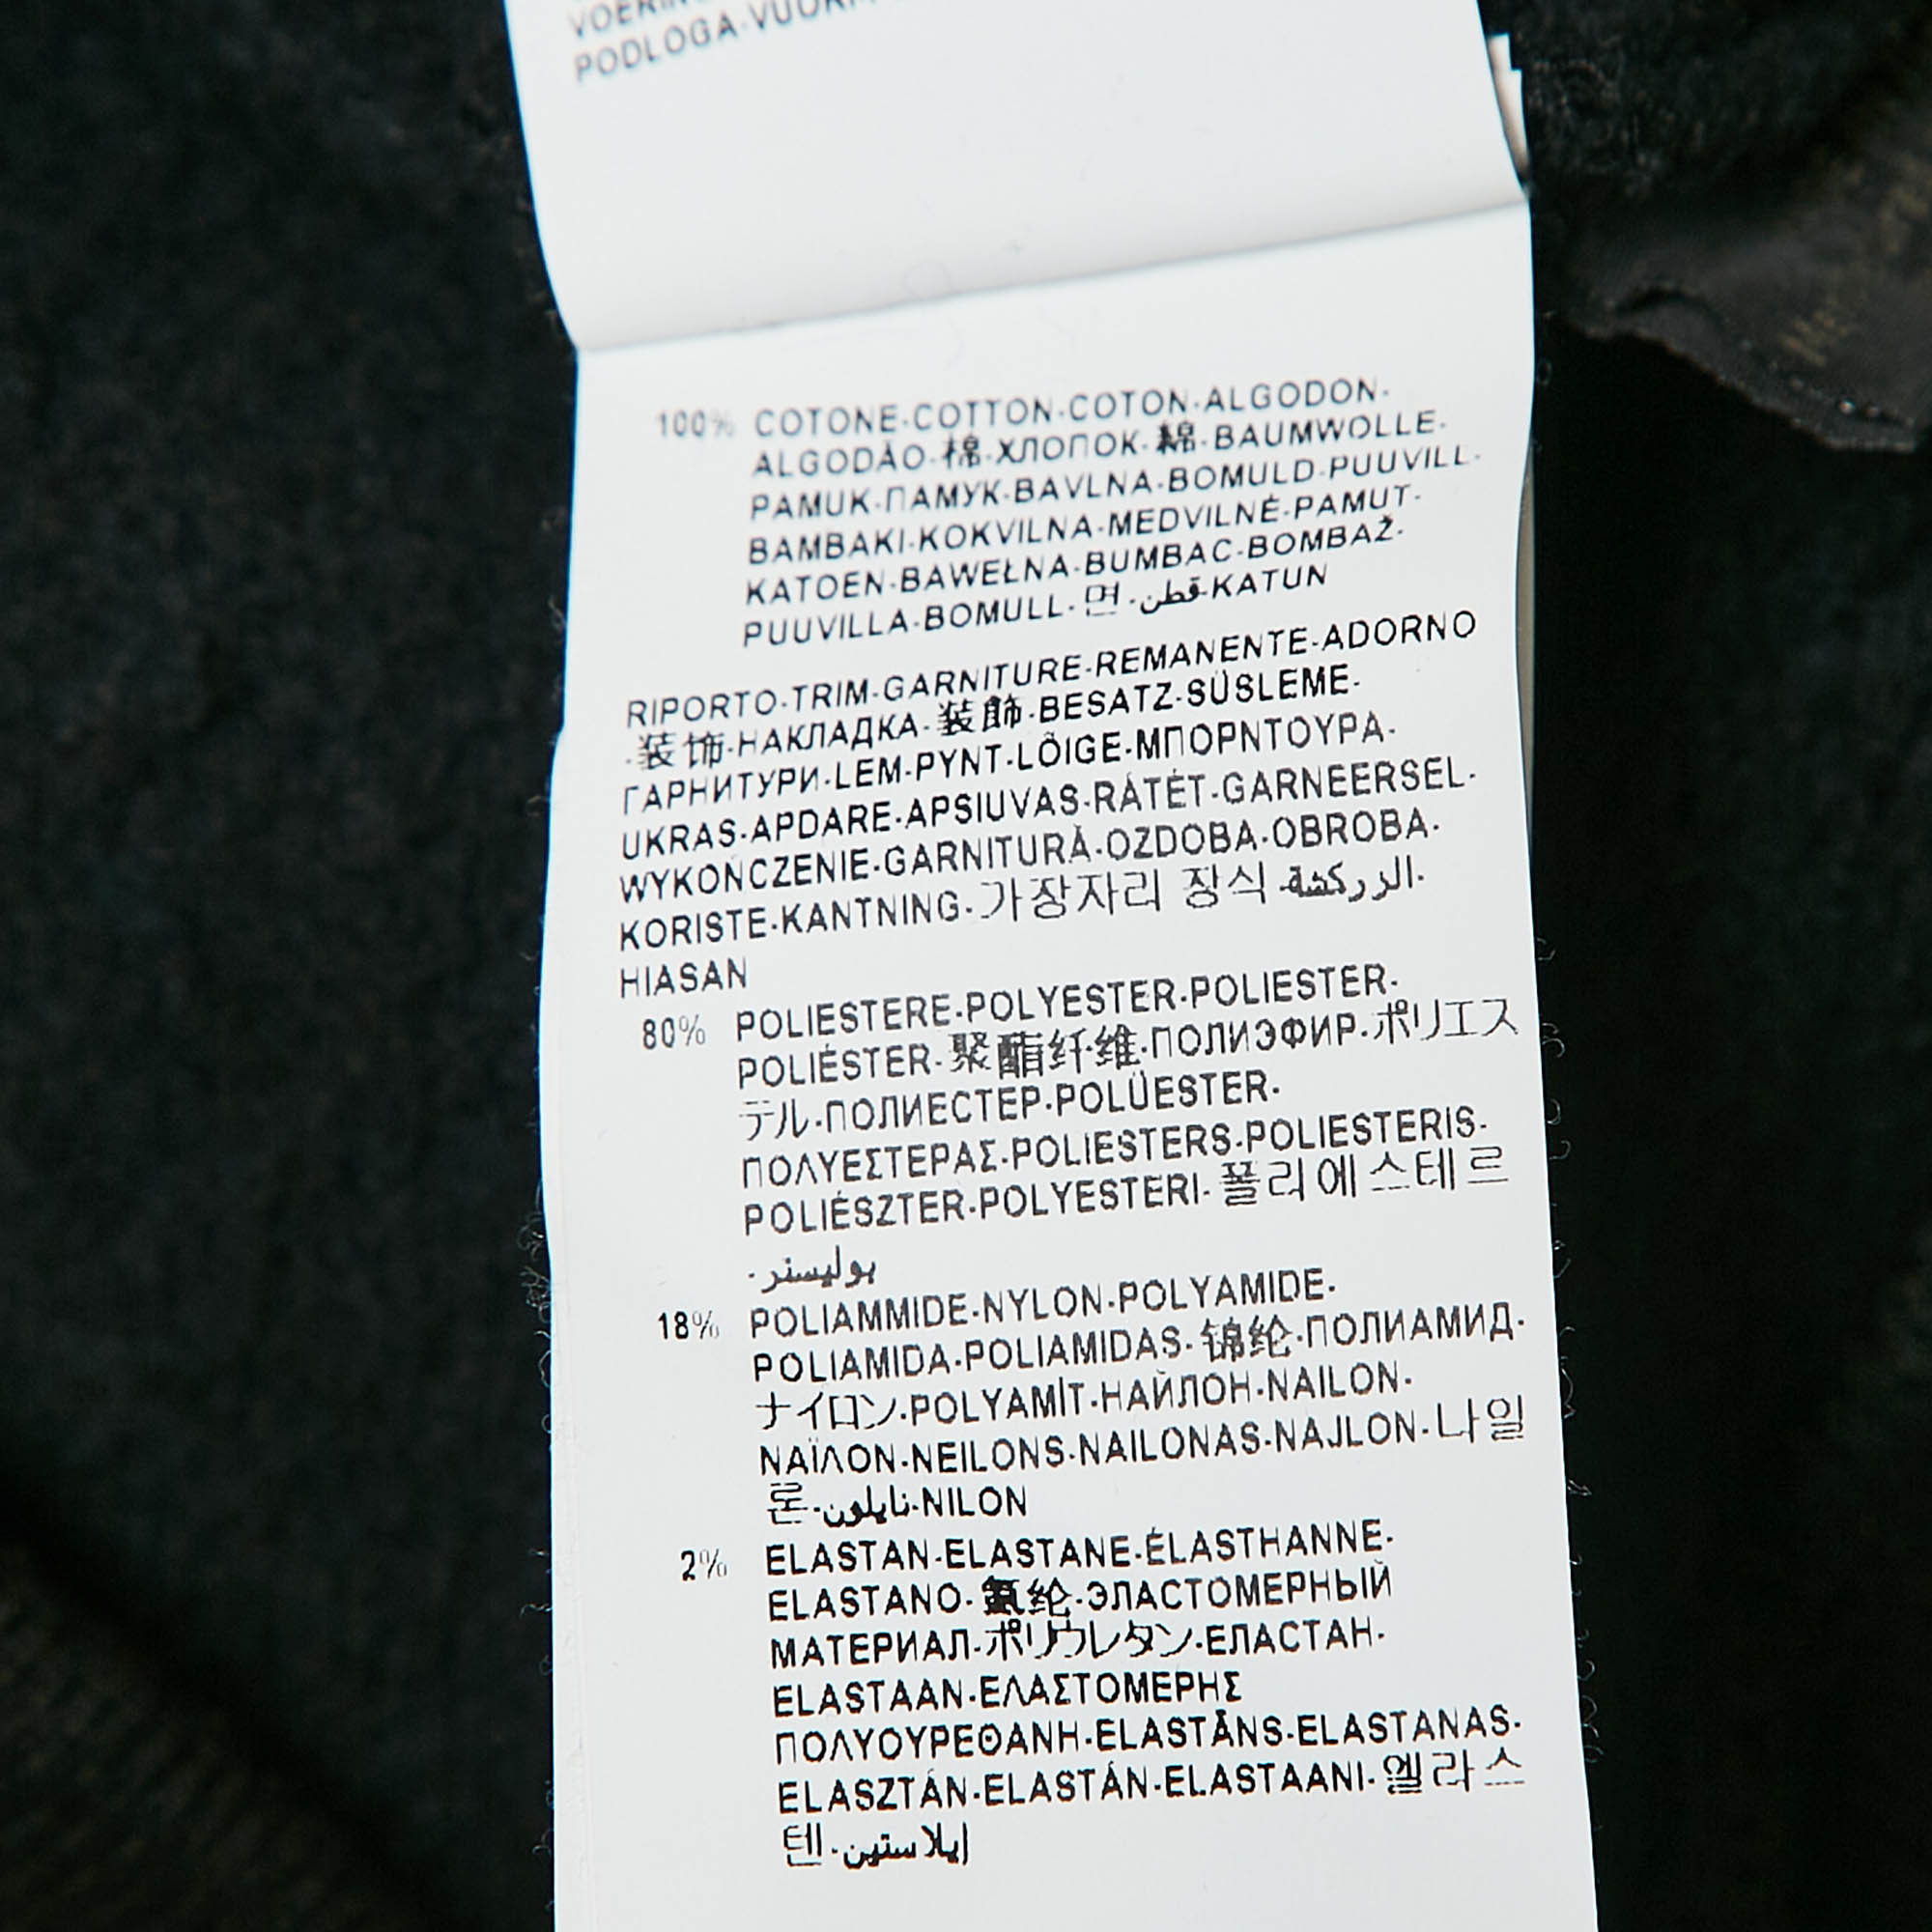 PODLOGA·
100% COTONE·COTTON·COTON·ALGODON·
ALGODÃO·棉·ХЛОПОК·綿·BAUMWOLLE·
PAMUK·ПАМУК·BAVLNA·BOMULD·PUUVILL·
BAMBAKI·KOKVILNA·MEDVILNÉ·PAMUT·
KATOEN·BAWEŁNA·BUMBAC·BOMBAŽ·
PUUVILLA·BOMULL·면·قطن·KATUN
RIPORTO·TRIM·GARNITURE·REMANENTE·ADORNO
·装饰·НАКЛАДКА·装飾·BESATZ·SÜSLEME·
ГАРНИТУРИ·LEM·PYNT·LÕIGE·ΜΠΟΡΝΤΟΥΡΑ·
UKRAS·APDARE·APSIUVAS·RÁTÉT·GARNEERSEL·
WYKOŃCZENIE·GARNITURÀ·OZDOBA·OBROBA·
KORISTE·KANTNING·가장자리 장식·الزركشة·
HIASAN
80% POLIESTERE·POLYESTER·POLIESTER·
POLIÉSTER·聚酯纤维·ПОЛИЭФИР·ポリエス
テル·ПОЛИЕСТЕР·POLÜESTER·
ΠΟΛΥΕΣΤΕΡΑΣ·POLIESTERS·POLIESTERIS·
POLIÉSZTER·POLYESTERI·폴리에스테르
·بوليستر
18% POLIAMMIDE·NYLON·POLYAMIDE·
POLIAMIDA·POLIAMIDAS·锦纶·ПОЛИАМИД·
ナイロン·POLYAMİT·НАЙЛОН·NAILON·
ΝΑΪΛΟΝ·NEILONS·NAILONAS·NAJLON·나일
론·نايلون·NILON
2% ELASTAN·ELASTANE·ÉLASTHANNE·
ELASTANO·氨纶·ЭЛАСТОМЕРНЫЙ
МАТЕРИАЛ·ポリウレタン·ЕЛАСТАН·
ELASTAAN·ΕΛΑΣΤΟΜΕΡΗΣ
ΠΟΛΥΟΥΡΕΘΑΝΗ·ELASTĀNS·ELASTANAS·
ELASZTÁN·ELASTÁN·ELASTAANI·엘라스
텐·إيلاستين